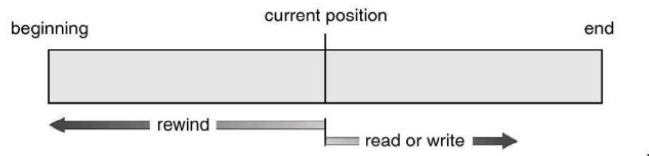 current position
beginning
end
rewind
read or write